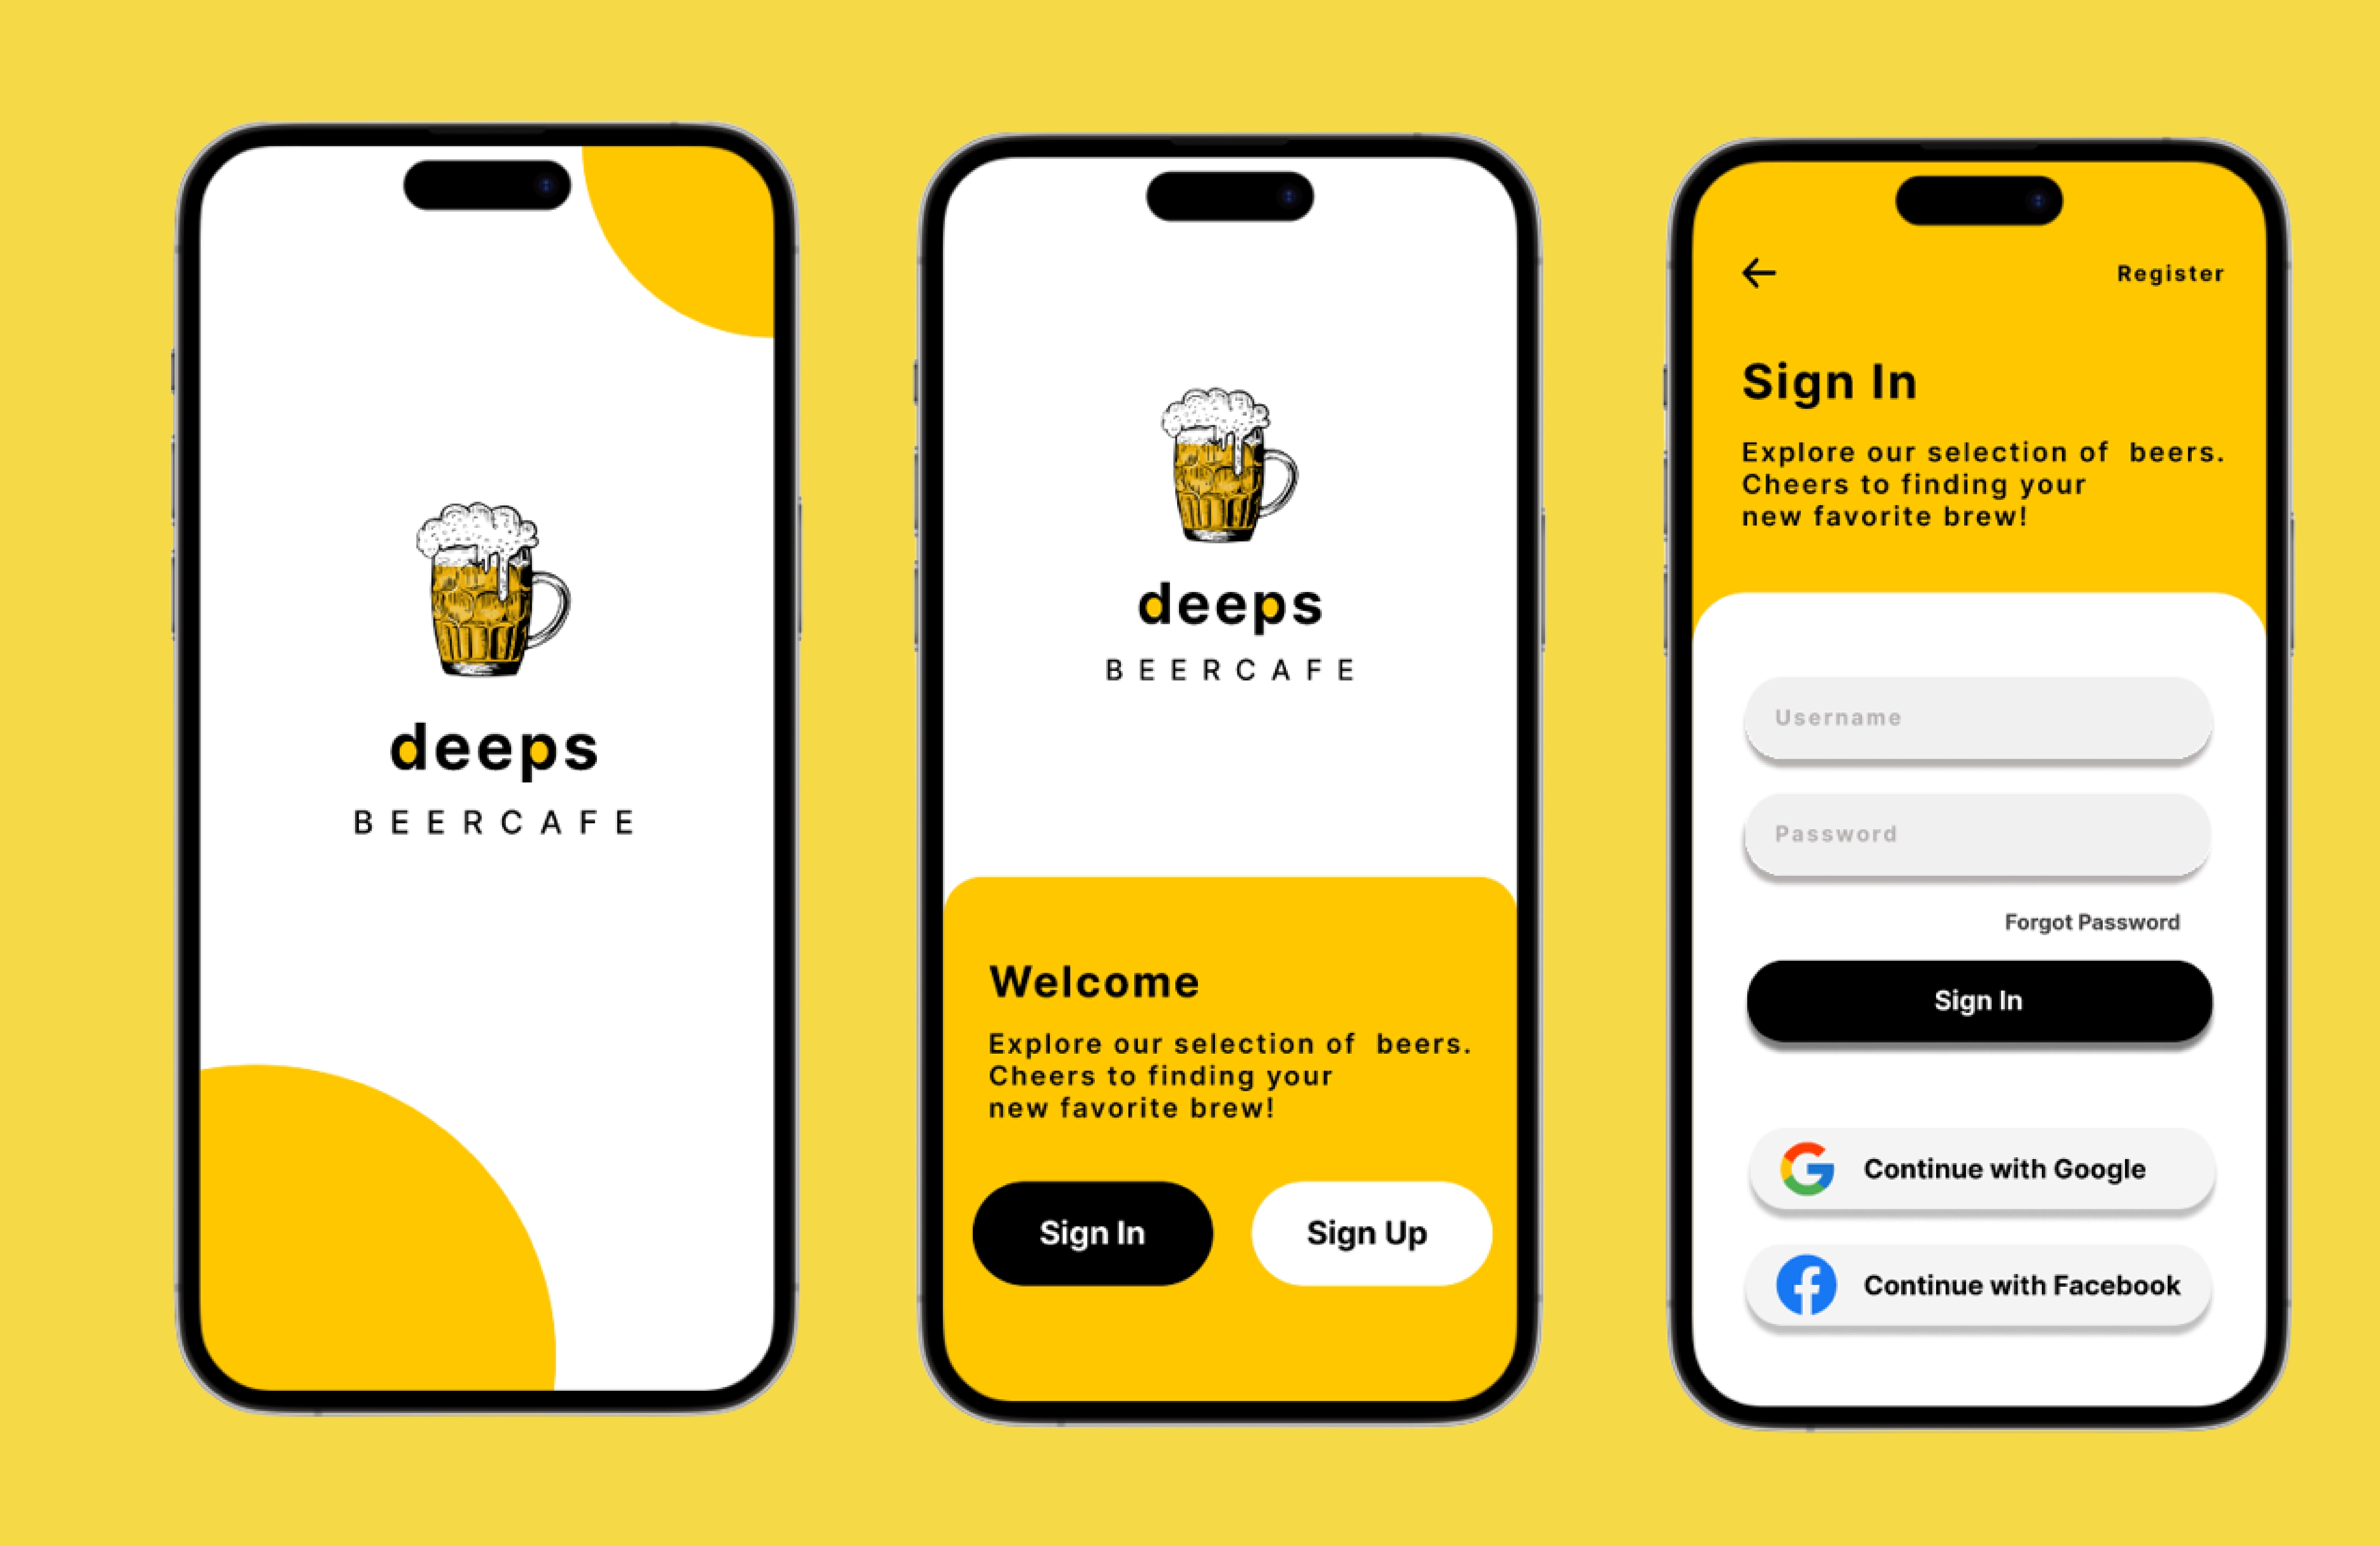 deeps
BEERCAFE
deeps
BEERCAFE
Welcome
Explore our selection of  beers.
Cheers to finding your
new favorite brew!
Sign In
Sign Up
Register
Sign In
Explore our selection of  beers.
Cheers to finding your
new favorite brew!
Username
Password
Forgot Password
Sign In
Continue with Google
Continue with Facebook